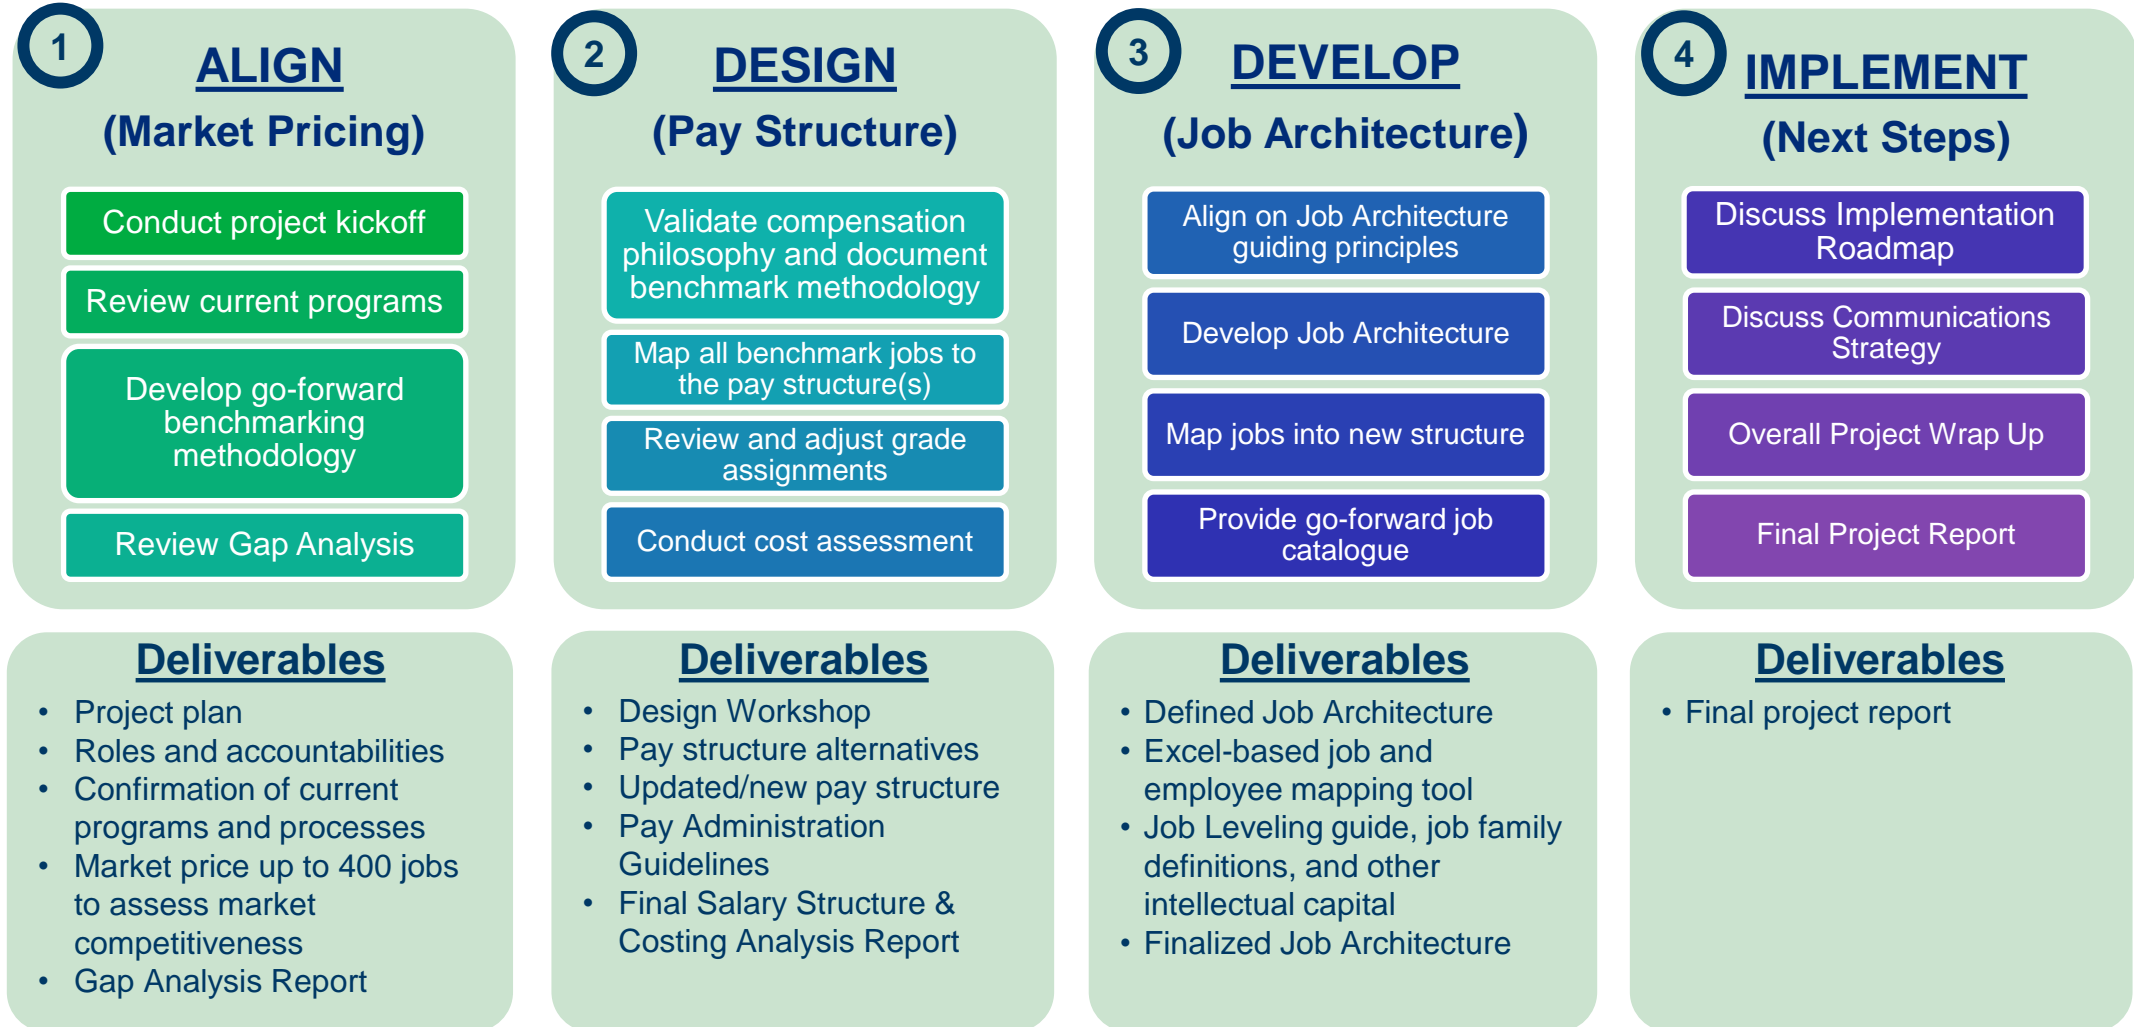 1
ALIGN
(Market Pricing)
Conduct project kickoff
Review current programs
Develop go-forward
benchmarking
methodology
Review Gap Analysis
2
DESIGN
(Pay Structure)
Validate compensation
philosophy and document
benchmark methodology
Map all benchmark jobs to
the pay structure(s)
Review and adjust grade
assignments
Conduct cost assessment
3
DEVELOP
(Job Architecture)
Align on Job Architecture
guiding principles
Develop Job Architecture
Map jobs into new structure
Provide go-forward job
catalogue
4
IMPLEMENT
(Next Steps)
Discuss Implementation
Roadmap
Discuss Communications
Strategy
Overall Project Wrap Up
Final Project Report
Deliverables
• Project plan
• Roles and accountabilities
• Confirmation of current
programs and processes
• Market price up to 400 jobs
to assess market
competitiveness
• Gap Analysis Report
Deliverables
• Design Workshop
• Pay structure alternatives
• Updated/new pay structure
• Pay Administration
Guidelines
• Final Salary Structure &
Costing Analysis Report
Deliverables
• Defined Job Architecture
• Excel-based job and
employee mapping tool
• Job Leveling guide, job family
definitions, and other
intellectual capital
• Finalized Job Architecture
Deliverables
• Final project report